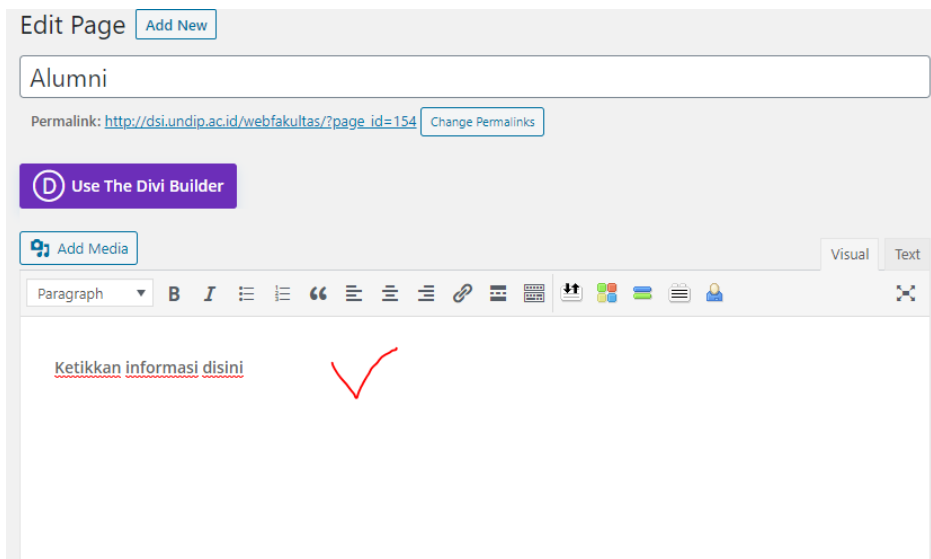 Edit Page Add New
Alumni
Permalink: http://dsi.undip.ac.id/webfakultas/?page_id=154 Change Permalinks
D Use The Divi Builder
Add Media
Visual Text
Paragraph B I
Ketikkan informasi disini